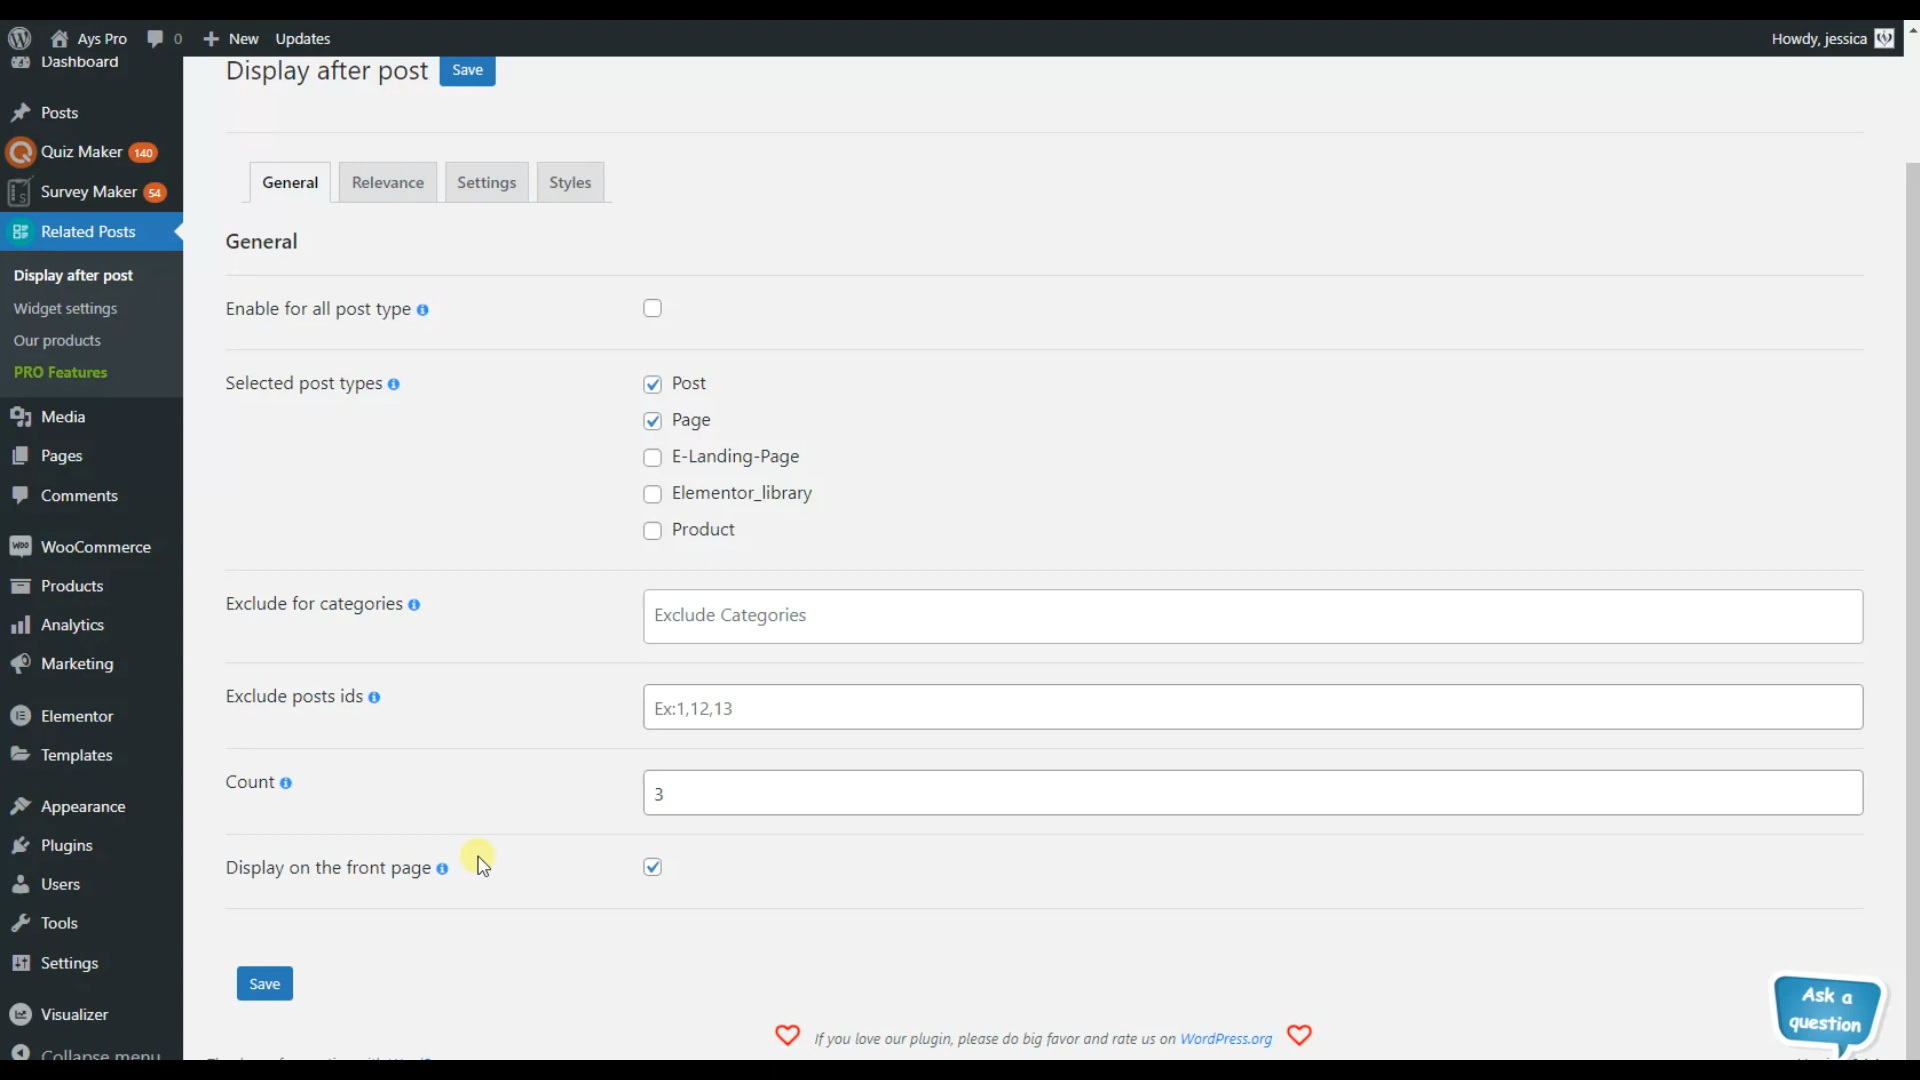 Ays Pro 0 New Updates Howdy, jessica
Dashboard
Posts
Quiz Maker 140
Survey Maker 54
Related Posts
Display after post
Widget settings
Our products
PRO Features
Media
Pages
Comments
WooCommerce
Products
Analytics
Marketing
Elementor
Templates
Appearance
Plugins
Users
Tools
Settings
Visualizer
Collapse menu
Display after post Save
General Relevance Settings Styles
General
Enable for all post type
Selected post types
Post
Page
E-Landing-Page
Elementor_library
Product
Exclude for categories
Exclude Categories
Exclude posts ids
Ex:1,12,13
Count
3
Display on the front page
Save
If you love our plugin, please do big favor and rate us on WordPress.org
Ask a
question